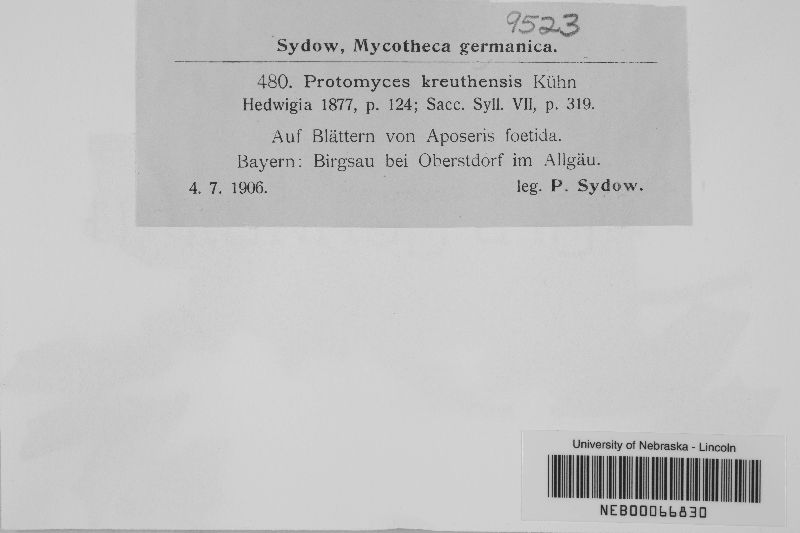 9523
Sydow, Mycotheca germanica.
480. Protomyces kreuthensis Kühn
Hedwigia 1877, p. 124; Sacc. Syll. VII, p. 319.
Auf Blättern von Aposeris foetida.
Bayern: Birgsau bei Oberstdorf im Allgäu.
4. 7. 1906. leg. P. Sydow.
University of Nebraska - Lincoln
NEB00066830